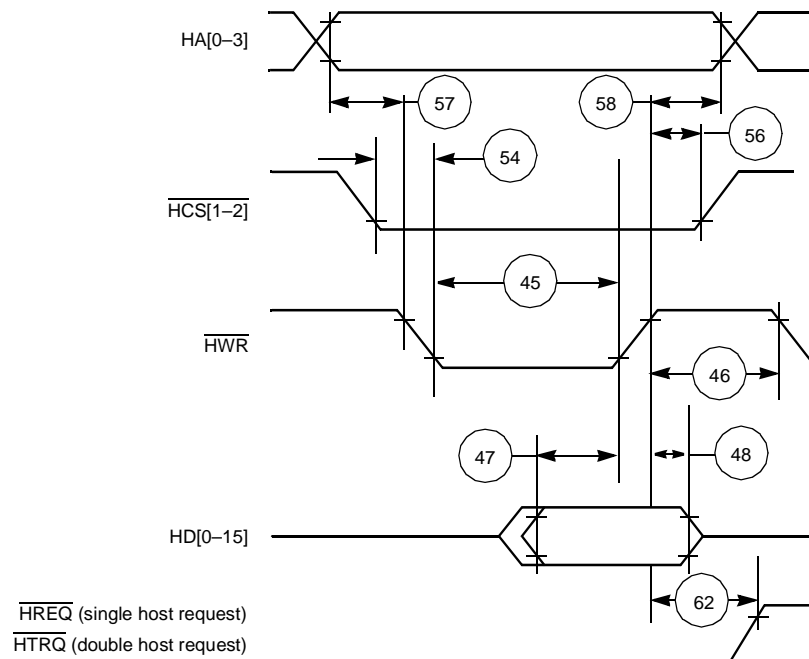 HA[0–3]
57
58
56
54
HCS[1–2]
45
HWR
46
47
48
HD[0–15]
62
HREQ (single host request)
HTRQ (double host request)